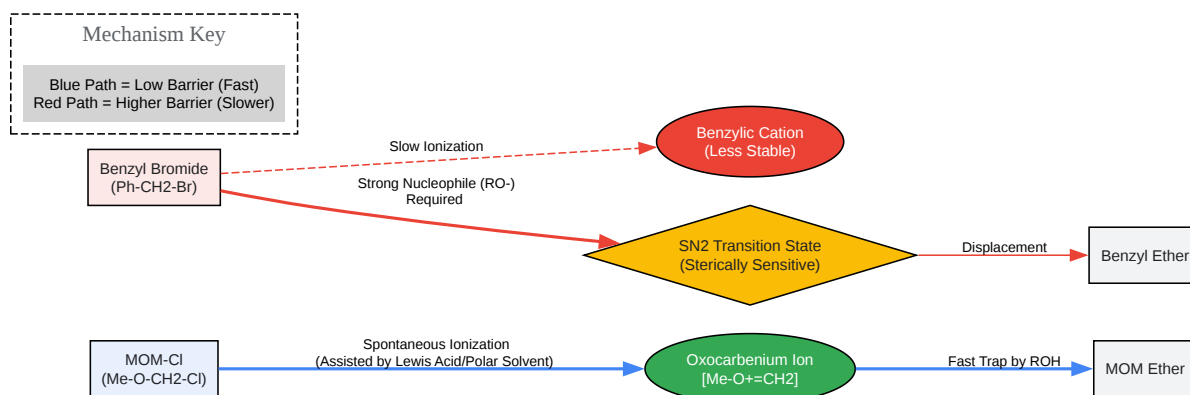 Mechanism Key
Blue Path = Low Barrier (Fast)
Red Path = Higher Barrier (Slower)
Benzyl Bromide
(Ph-CH2-Br)
Slow Ionization
Benzylic Cation
(Less Stable)
Strong Nucleophile (RO-)
Required
SN2 Transition State
(Sterically Sensitive)
Displacement
Benzyl Ether
MOM-Cl
(Me-O-CH2-Cl)
Spontaneous Ionization
(Assisted by Lewis Acid/Polar Solvent)
Oxocarbenium Ion
[Me-O+=CH2]
Fast Trap by ROH
MOM Ether